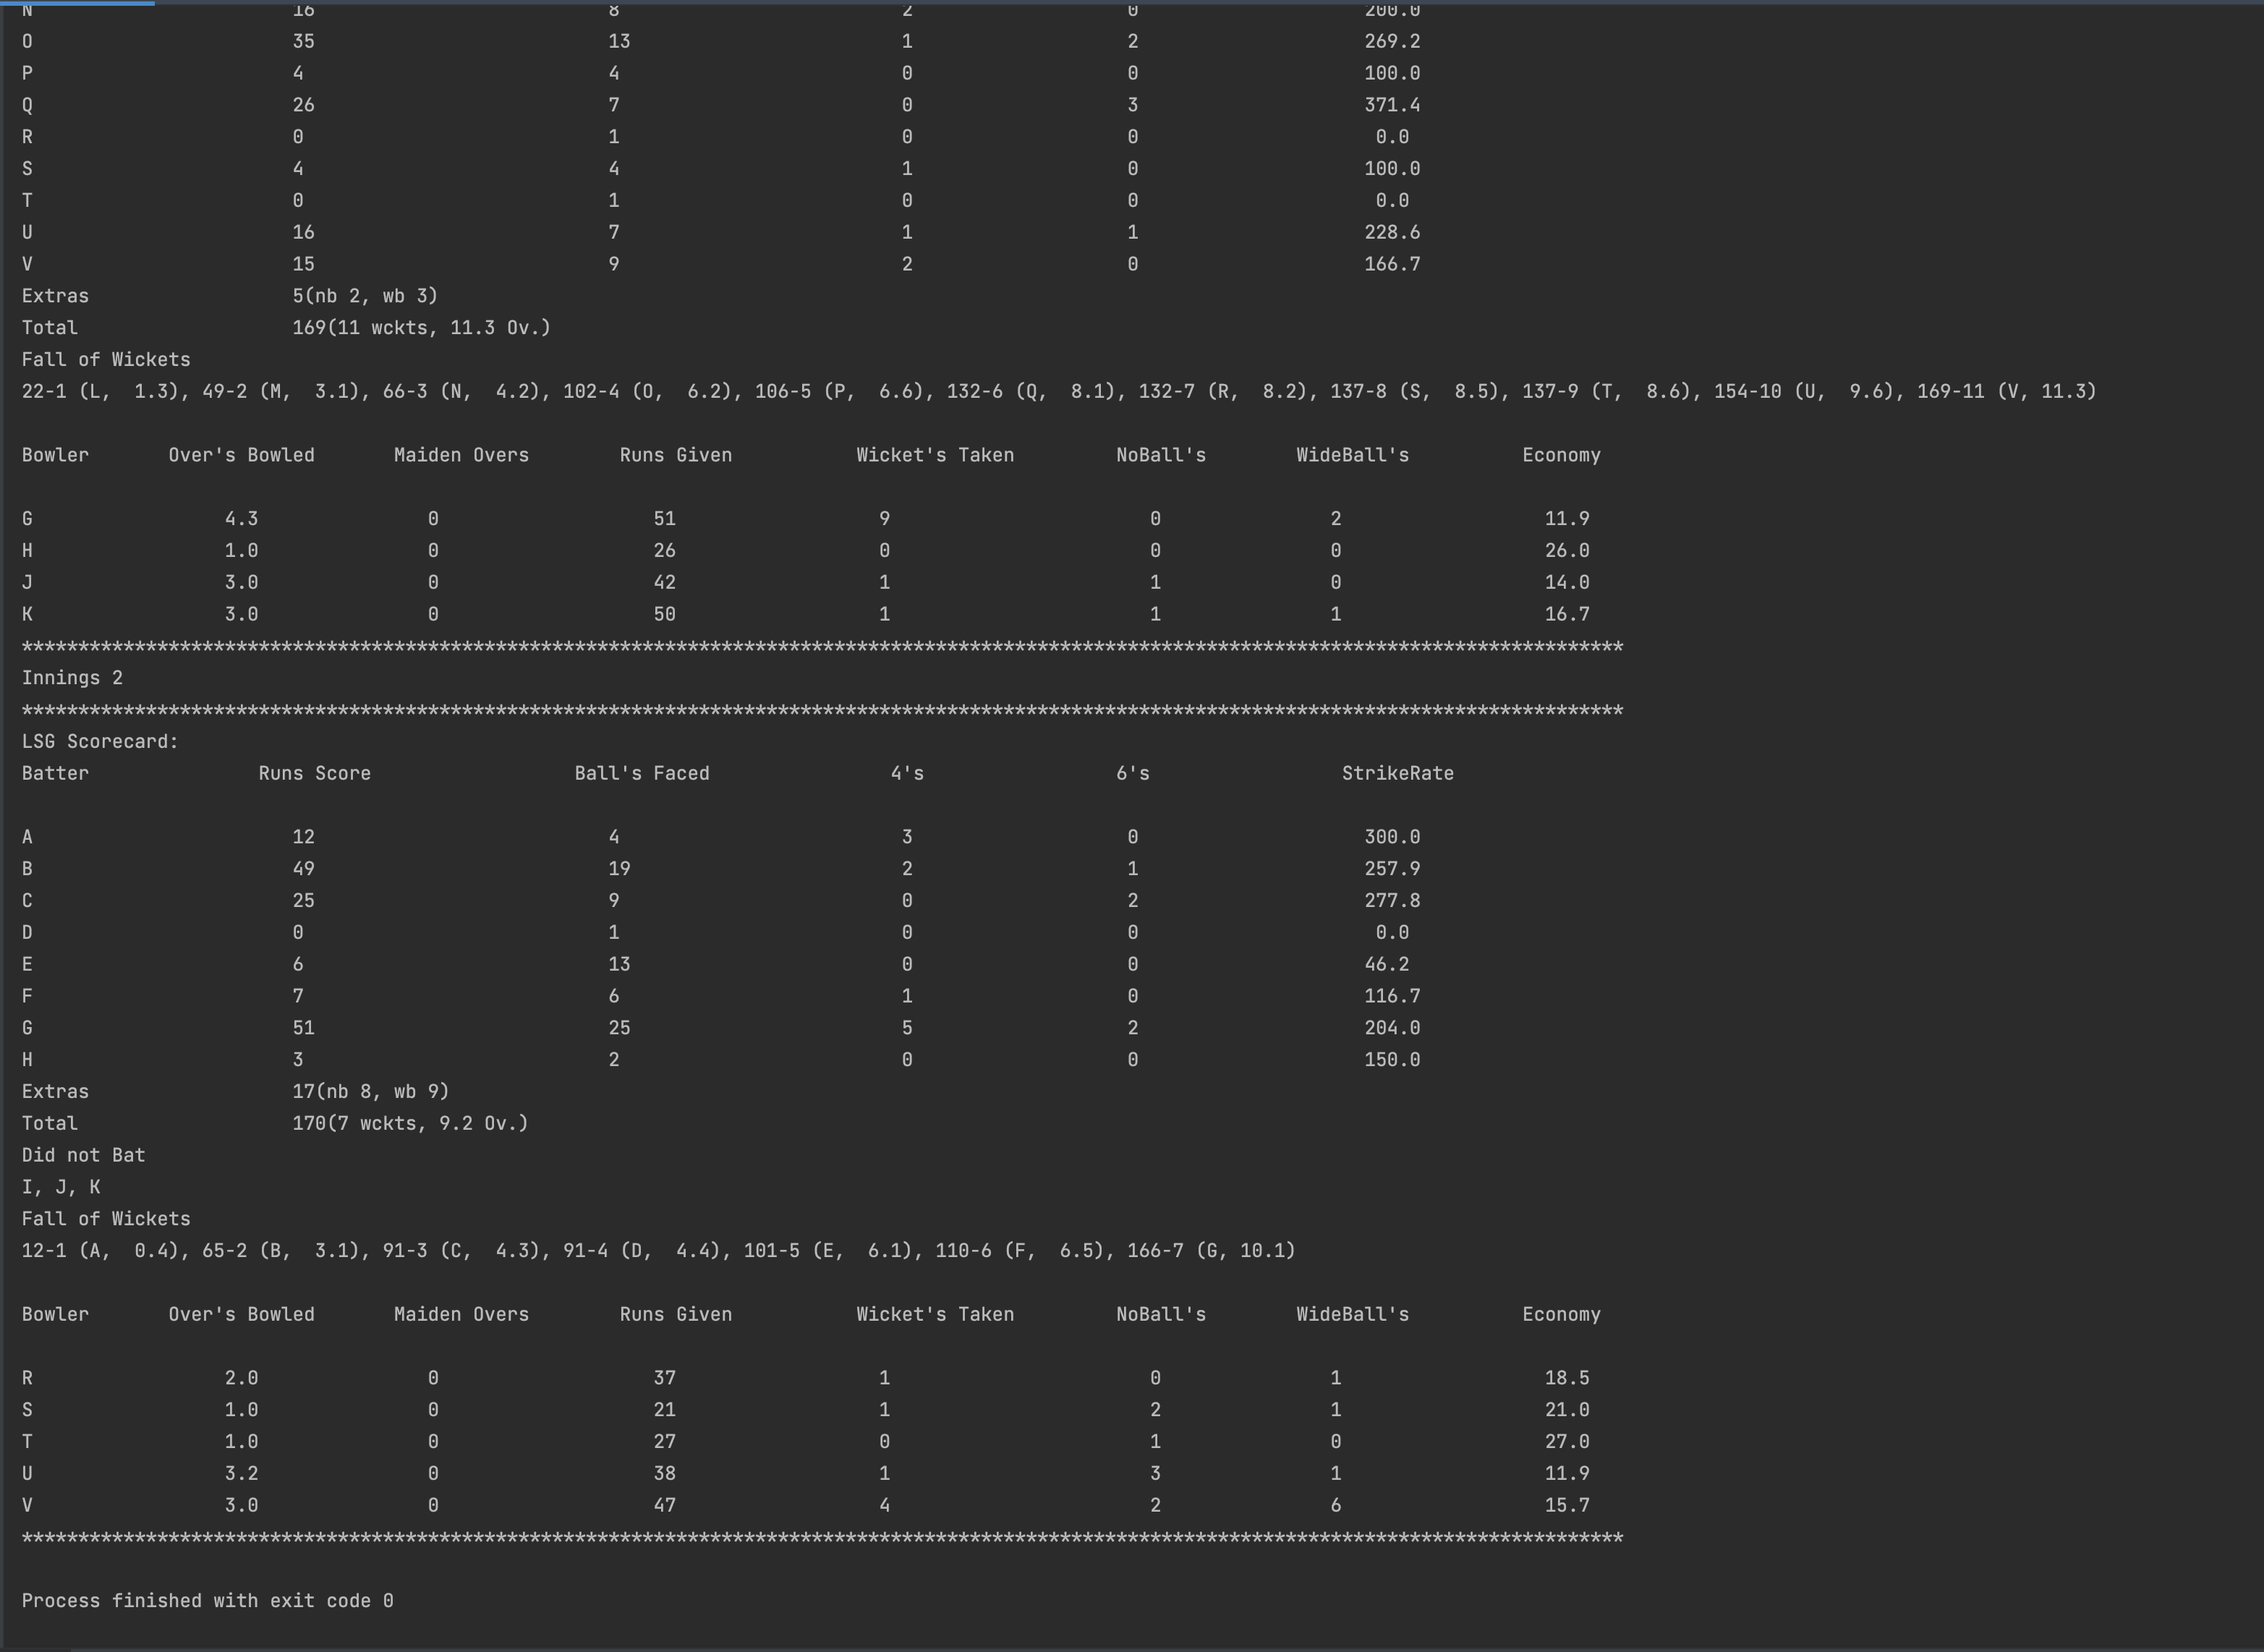 N 16 8 2 0 200.0
O 35 13 1 2 269.2
P 4 4 0 0 100.0
Q 26 7 0 3 371.4
R 0 1 0 0 0.0
S 4 4 1 0 100.0
T 0 1 0 0 0.0
U 16 7 1 1 228.6
V 15 9 2 0 166.7
Extras 5(nb 2, wb 3)
Total 169(11 wckts, 11.3 Ov.)
Fall of Wickets
22-1 (L, 1.3), 49-2 (M, 3.1), 66-3 (N, 4.2), 102-4 (O, 6.2), 106-5 (P, 6.6), 132-6 (Q, 8.1), 132-7 (R, 8.2), 137-8 (S, 8.5), 137-9 (T, 8.6), 154-10 (U, 9.6), 169-11 (V, 11.3)
Bowler Over's Bowled Maiden Overs Runs Given Wicket's Taken NoBall's WideBall's Economy
G 4.3 0 51 9 0 2 11.9
H 1.0 0 26 0 0 0 26.0
J 3.0 0 42 1 1 0 14.0
K 3.0 0 50 1 1 1 16.7
**********************************************************************************************************************************************
Innings 2
**********************************************************************************************************************************************
LSG Scorecard:
Batter Runs Score Ball's Faced 4's 6's StrikeRate
A 12 4 3 0 300.0
B 49 19 2 1 257.9
C 25 9 0 2 277.8
D 0 1 0 0 0.0
E 6 13 0 0 46.2
F 7 6 1 0 116.7
G 51 25 5 2 204.0
H 3 2 0 0 150.0
Extras 17(nb 8, wb 9)
Total 170(7 wckts, 9.2 Ov.)
Did not Bat
I, J, K
Fall of Wickets
12-1 (A, 0.4), 65-2 (B, 3.1), 91-3 (C, 4.3), 91-4 (D, 4.4), 101-5 (E, 6.1), 110-6 (F, 6.5), 166-7 (G, 10.1)
Bowler Over's Bowled Maiden Overs Runs Given Wicket's Taken NoBall's WideBall's Economy
R 2.0 0 37 1 0 1 18.5
S 1.0 0 21 1 2 1 21.0
T 1.0 0 27 0 1 0 27.0
U 3.2 0 38 1 3 1 11.9
V 3.0 0 47 4 2 6 15.7
**********************************************************************************************************************************************
Process finished with exit code 0